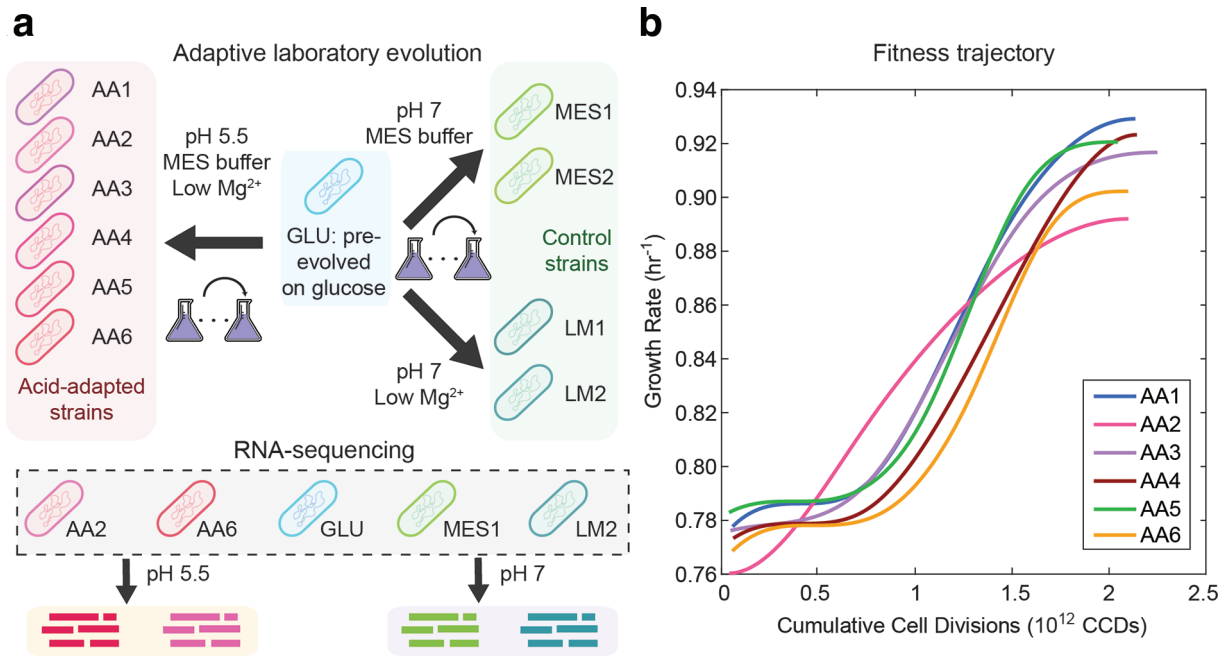 a
Adaptive laboratory evolution
AA1
AA2
AA3
AA4
AA5
AA6
Acid-adapted
strains
pH 5.5
MES buffer
Low Mg2+
GLU: pre-
evolved
on glucose
pH 7
MES buffer
pH 7
Low Mg2+
MES1
MES2
Control
strains
LM1
LM2
RNA-sequencing
AA2
AA6
GLU
MES1
LM2
pH 5.5
pH 7
b
Fitness trajectory
Growth Rate (hr-1)
0.94
0.92
0.90
0.88
0.86
0.84
0.82
0.80
0.78
0.76
0
0.5
1
1.5
2
2.5
Cumulative Cell Divisions (1012 CCDs)
AA1
AA2
AA3
AA4
AA5
AA6